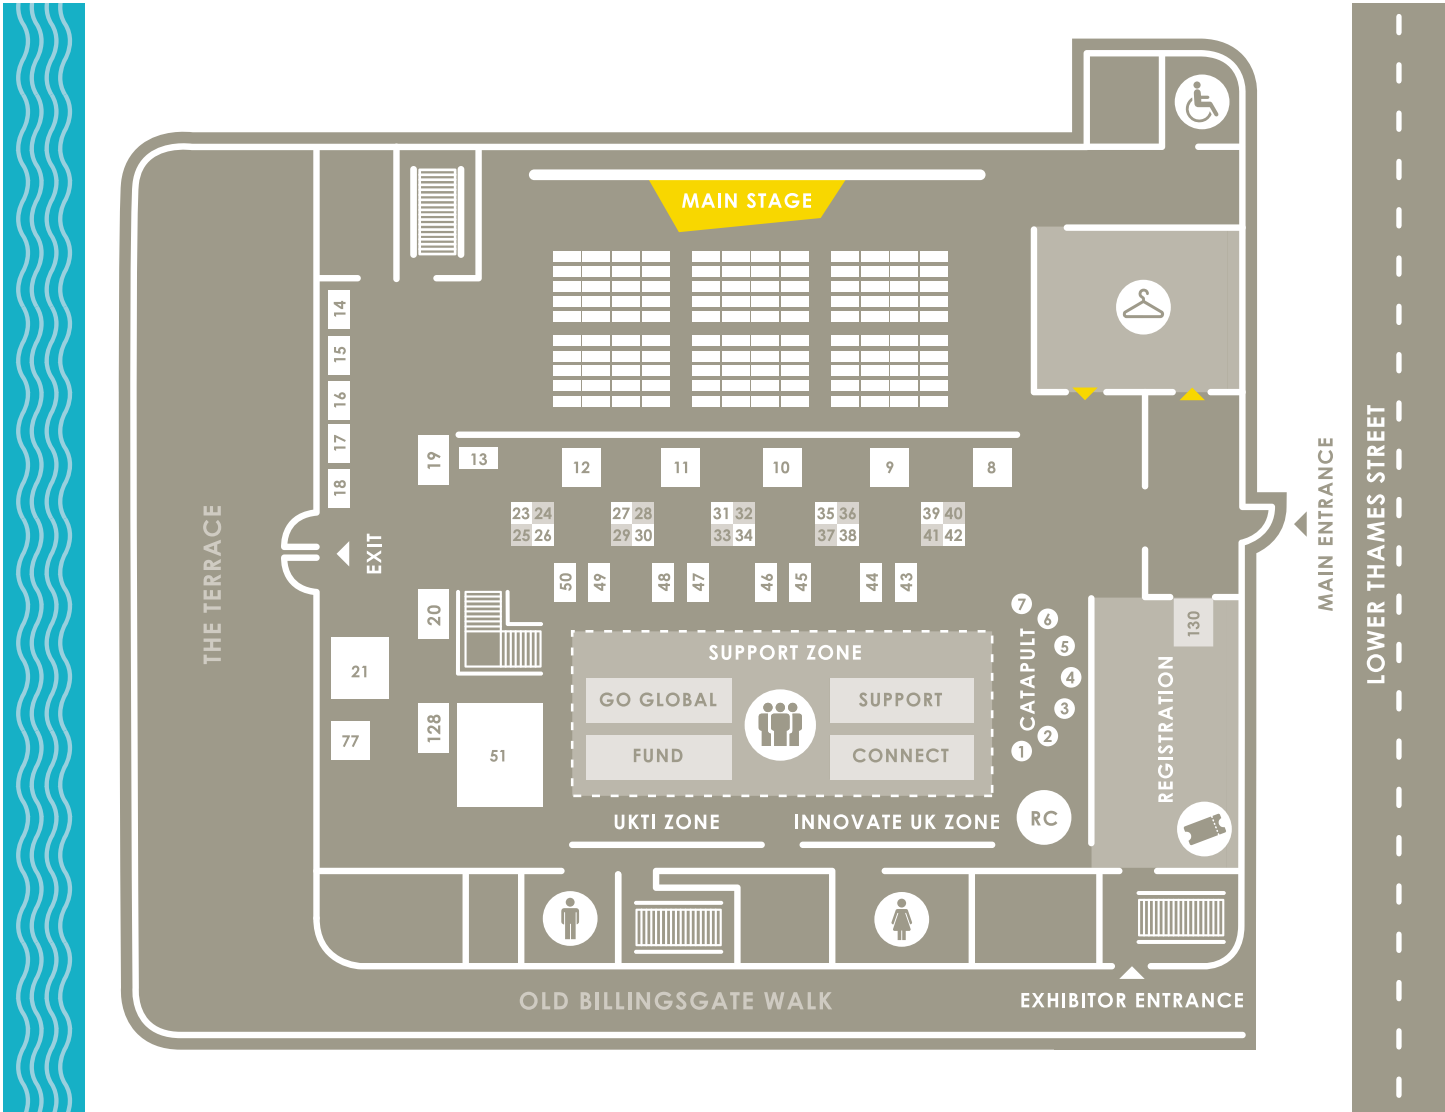 MAIN STAGE
14
15
16
17
18
19
13
12
11
10
9
8
23 24
25 26
27 28
29 30
31 32
33 34
35 36
37 38
39 40
41 42
EXIT
THE TERRACE
MAIN ENTRANCE
LOWER THAMES STREET
50
49
48
47
46
45
44
43
20
21
77
128
51
SUPPORT ZONE
GO GLOBAL
SUPPORT
FUND
CONNECT
UKTI ZONE
INNOVATE UK ZONE
CATAPULT
7
6
5
4
3
2
1
RC
130
REGISTRATION
OLD BILLINGSGATE WALK
EXHIBITOR ENTRANCE